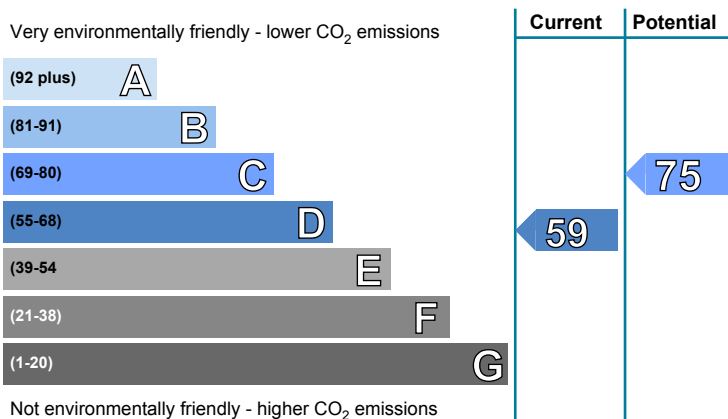 Current Potential
Very environmentally friendly - lower CO2 emissions
(92 plus) A
(81-91) B
(69-80) C
75
(55-68) D
59
(39-54 E
(21-38) F
(1-20) G
Not environmentally friendly - higher CO2 emissions